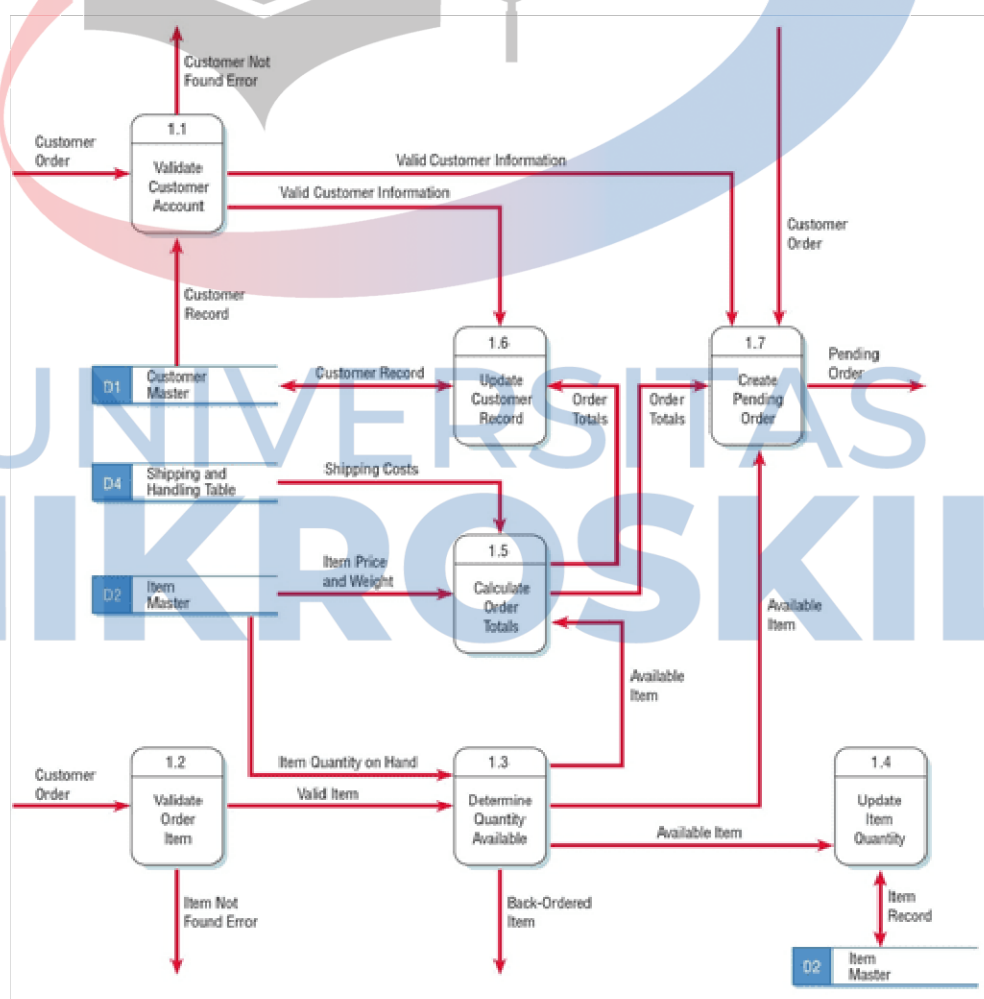 Customer Not
Found Error
1.1
Validate
Customer
Account
Customer
Order
Valid Customer Information
Valid Customer Information
Customer
Order
Customer
Record
1.6
Update
Customer
Record
1.7
Create
Pending
Order
Pending
Order
D1
Customer
Master
Customer Record
Order
Totals
Order
Totals
UNIVERSITAS
D4
Shipping and
Handling Table
Shipping Costs
MIKROSKIL
1.5
Calculate
Order
Totals
D2
Item
Master
Item Price
and Weight
Available
Item
Available
Item
1.2
Validate
Order
Item
Customer
Order
Item Quantity on Hand
Valid Item
1.3
Determine
Quantity
Available
Available Item
1.4
Update
Item
Quantity
Item Not
Found Error
Back-Ordered
Item
Item
Record
D2
Item
Master